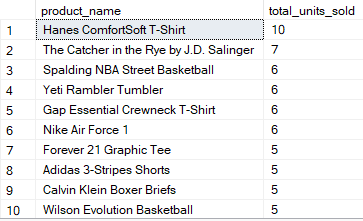 product_name total_units_sold
1 Hanes ComfortSoft T-Shirt 10
2 The Catcher in the Rye by J.D. Salinger 7
3 Spalding NBA Street Basketball 6
4 Yeti Rambler Tumbler 6
5 Gap Essential Crewneck T-Shirt 6
6 Nike Air Force 1 6
7 Forever 21 Graphic Tee 5
8 Adidas 3-Stripes Shorts 5
9 Calvin Klein Boxer Briefs 5
10 Wilson Evolution Basketball 5